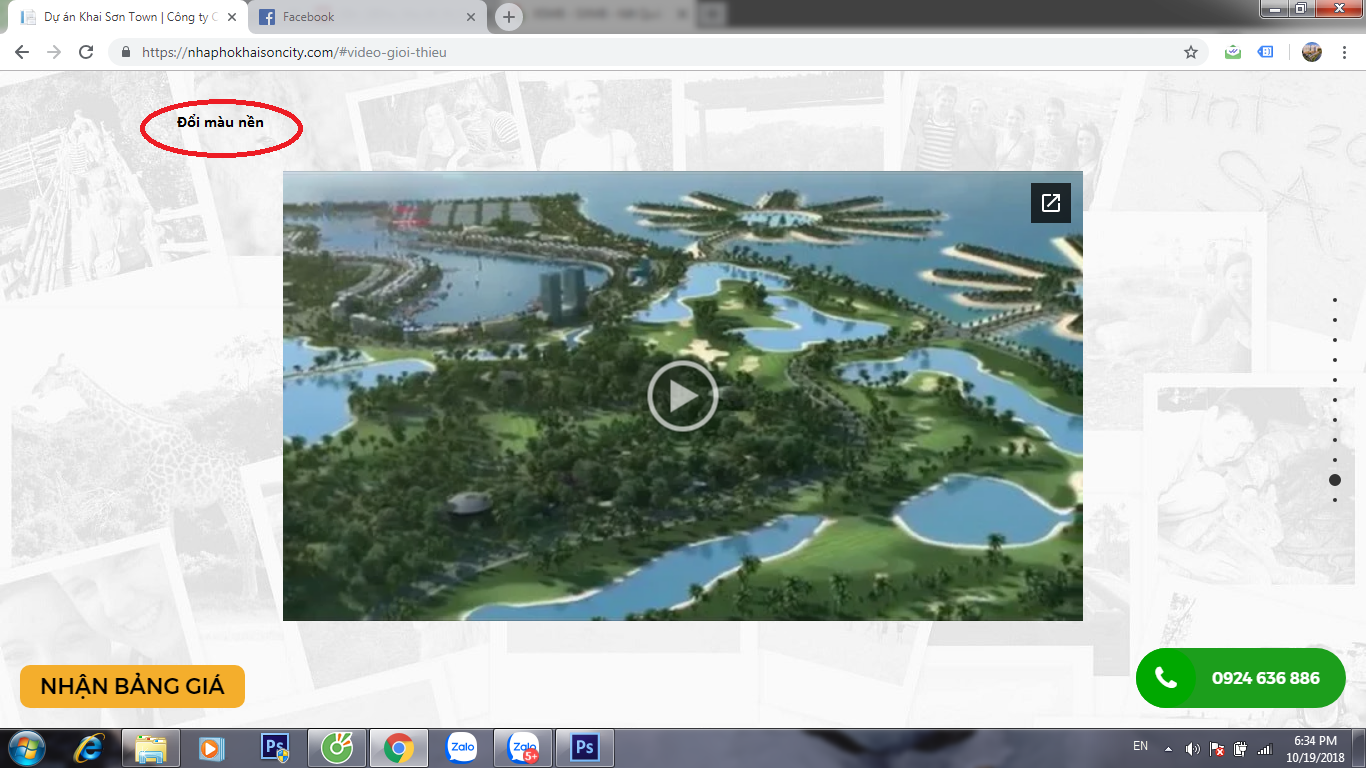 Dự án Khai Sơn Town | Công ty C
Facebook
https://nhaphokhaisoncity.com/#video-gioi-thieu
Đổi màu nền
NHẬN BẢNG GIÁ
0924 636 886
Ps
Zalo
Zalo
5+
Ps
EN
6:34 PM
10/19/2018